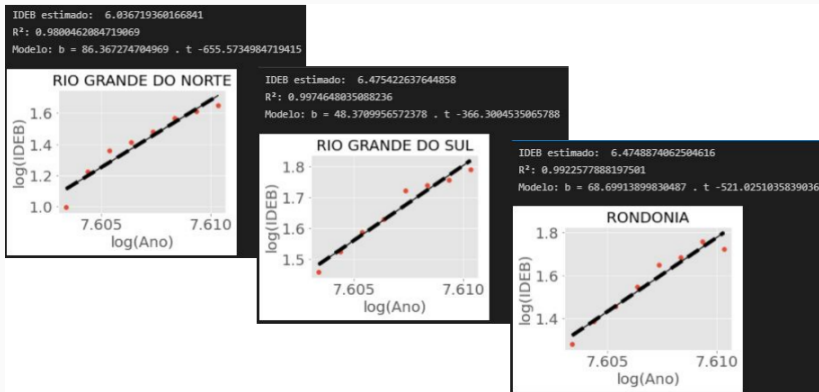 IDEB estimado: 6.036719360166841
R²: 0.9800462084719069
Modelo: b = 86.367274704969 . t -655.5734984719415
RIO GRANDE DO NORTE
1.6
1.4
1.2
1.0
log(IDEB)
7.605
7.610
log(Ano)
IDEB estimado: 6.475422637644858
R²: 0.9974648035088236
Modelo: b = 48.3709956572378 . t -366.3004535065788
RIO GRANDE DO SUL
1.8
1.7
1.6
1.5
log(IDEB)
7.605
7.610
log(Ano)
IDEB estimado: 6.4748874062504616
R²: 0.9922577888197501
Modelo: b = 68.69913899830487 . t -521.0251035839036
RONDONIA
1.8
1.6
1.4
log(IDEB)
7.605
7.610
log(Ano)